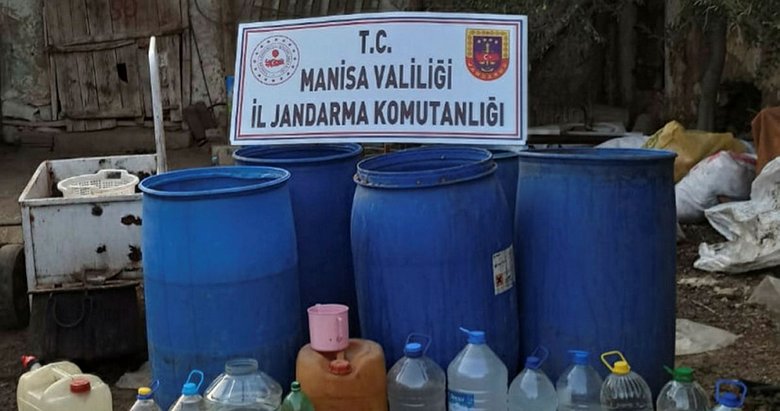 T.C.
MANİSA VALİLİĞİ
İL JANDARMA KOMUTANLIĞI